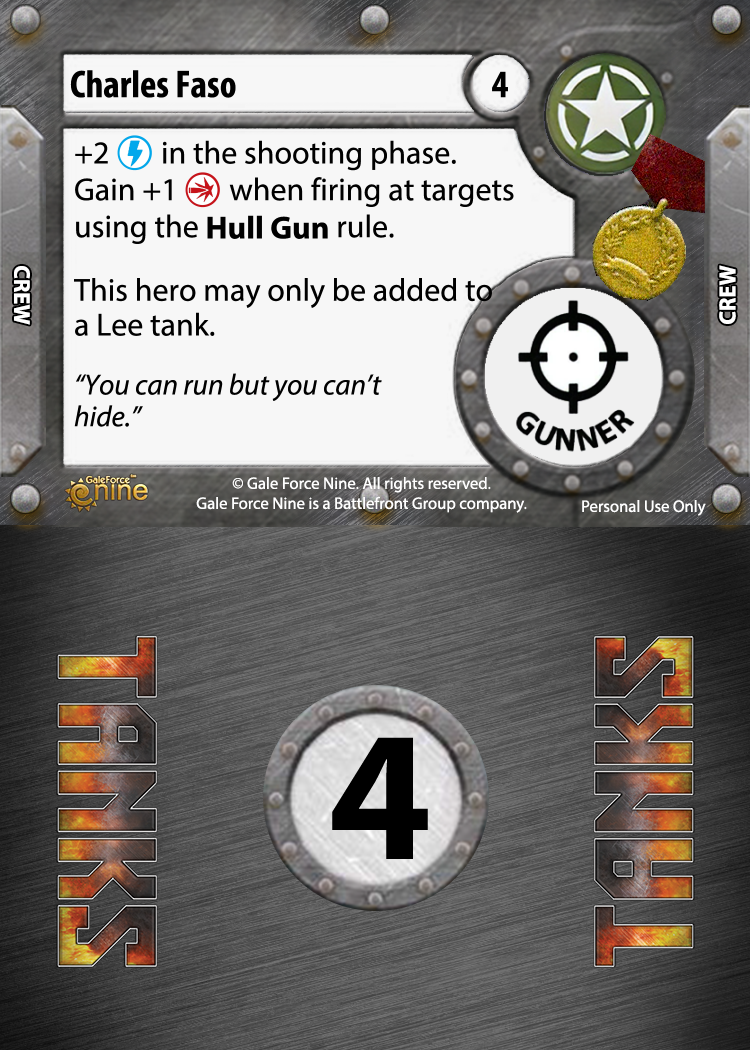 Charles Faso
4
+2 in the shooting phase.
Gain +1 when firing at targets
using the Hull Gun rule.
This hero may only be added to
a Lee tank.
“You can run but you can’t
hide.”
CREW
CREW
GUNNER
GaleForce™
nine
© Gale Force Nine. All rights reserved.
Gale Force Nine is a Battlefront Group company.
Personal Use Only
TANKS
4
TANKS